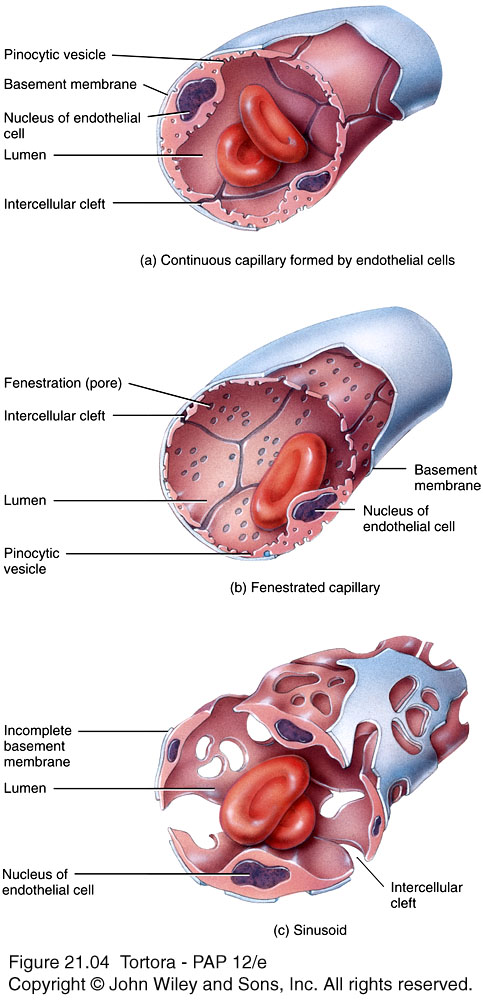 Pinocytic vesicle
Basement membrane
Nucleus of endothelial
cell
Lumen
Intercellular cleft
(a) Continuous capillary formed by endothelial cells
Fenestration (pore)
Intercellular cleft
Lumen
Pinocytic
vesicle
Basement
membrane
Nucleus of
endothelial cell
(b) Fenestrated capillary
Incomplete
basement
membrane
Lumen
Nucleus of
endothelial cell
Intercellular
cleft
(c) Sinusoid
Figure 21.04 Tortora - PAP 12/e
Copyright © John Wiley and Sons, Inc. All rights reserved.